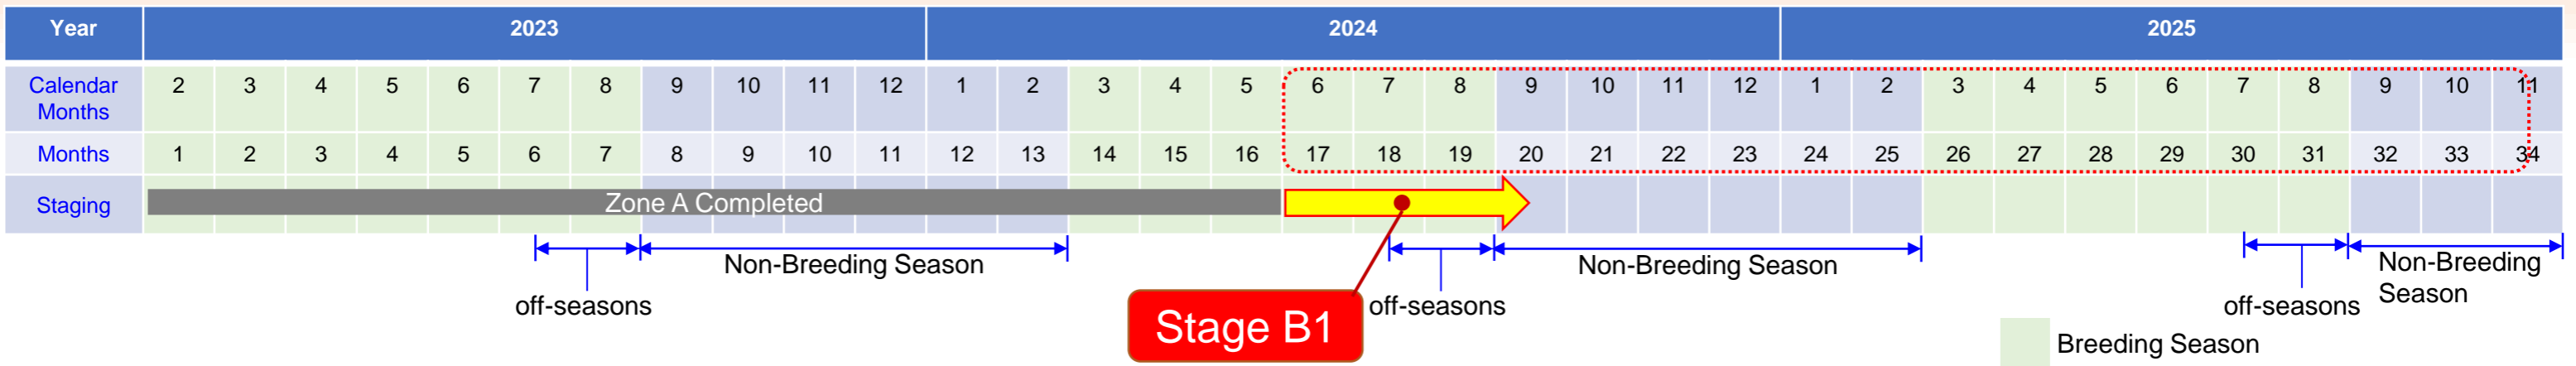 Year 2023 2024 2025
Calendar Months 2 3 4 5 6 7 8 9 10 11 12 1 2 3 4 5 6 7 8 9 10 11 12 1 2 3 4 5 6 7 8 9 10 11
Months 1 2 3 4 5 6 7 8 9 10 11 12 13 14 15 16 17 18 19 20 21 22 23 24 25 26 27 28 29 30 31 32 33 34
Staging Zone A Completed
Non-Breeding Season
Non-Breeding Season
Non-Breeding
Season
off-seasons
off-seasons
off-seasons
Stage B1
Breeding Season